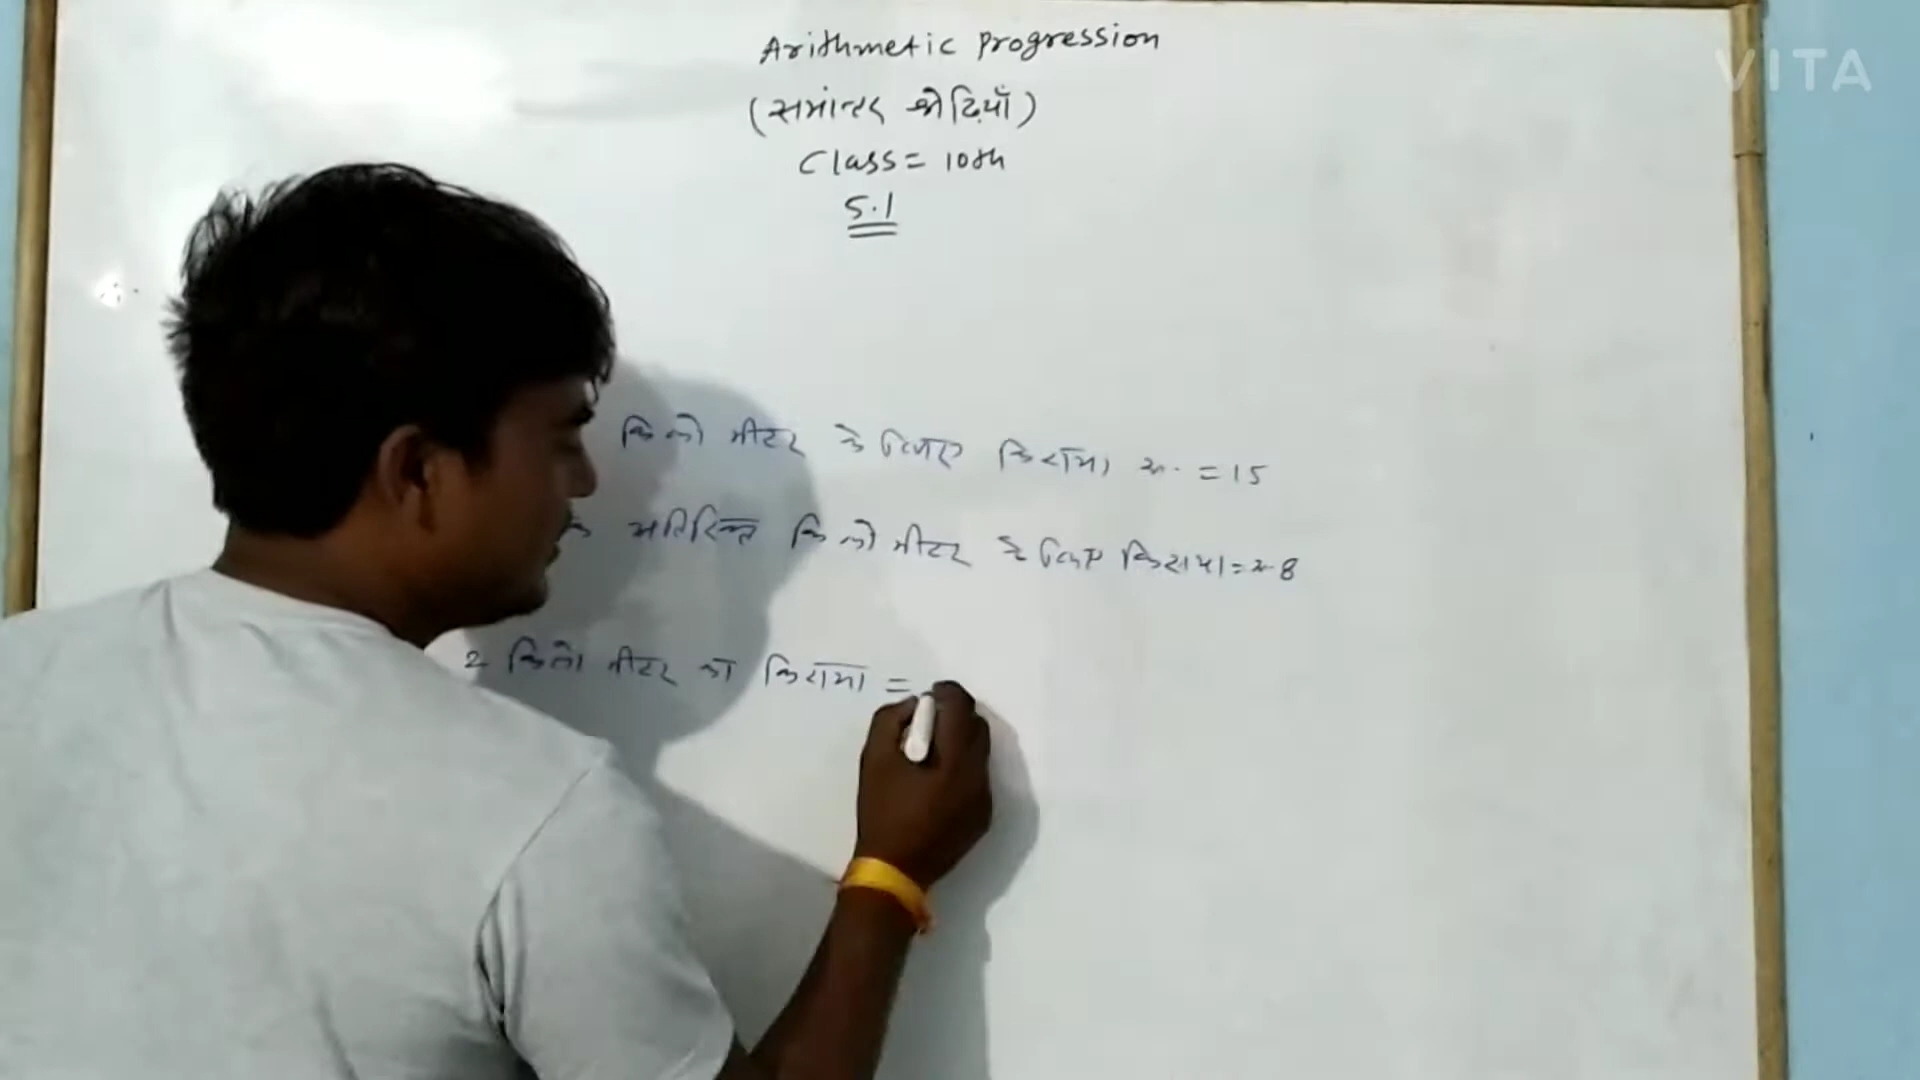 Arithmetic Progression
VITA
(समांतर श्रेढ़ियाँ)
Class = 10th
5.1
किलो मीटर के लिए किराया रू. = 15
अतिरिक्त किलो मीटर के लिए किराया = रू 8
2 किलो मीटर का किराया =